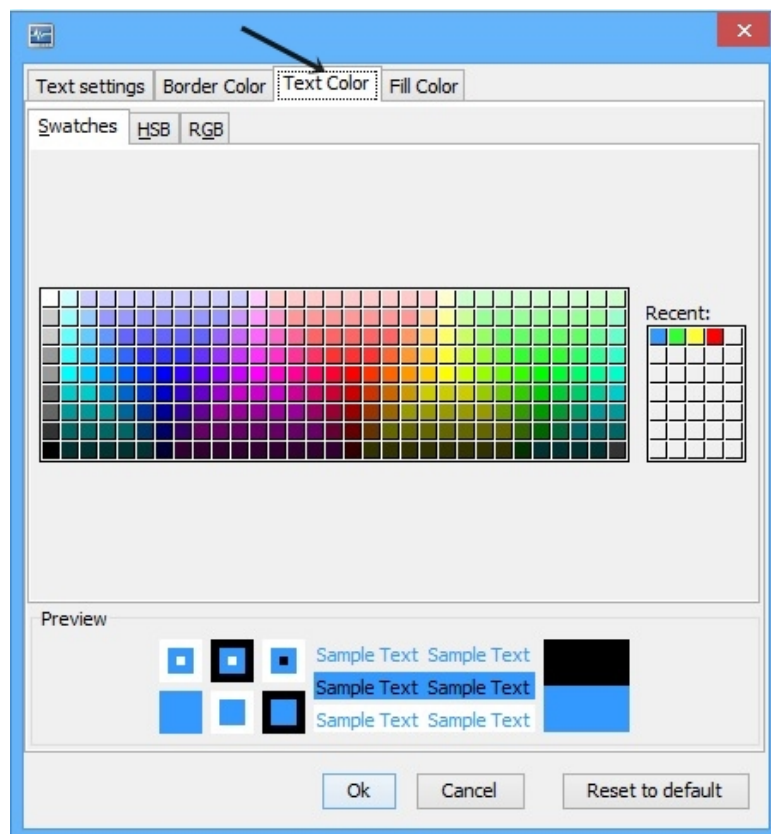 Text settings Border Color Text Color Fill Color
Swatches HSB RGB
Recent:
Preview
Sample Text Sample Text
Sample Text Sample Text
Sample Text Sample Text
Ok Cancel Reset to default